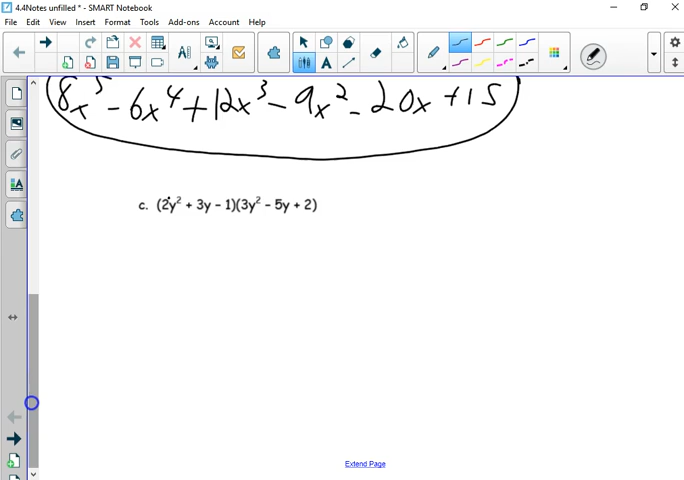 4.4Notes unfilled * - SMART Notebook
File Edit View Insert Format Tools Add-ons Account Help
8x⁵ - 6x⁴ + 12x³ - 9x² - 20x + 15
c. (2y² + 3y - 1)(3y² - 5y + 2)
Extend Page